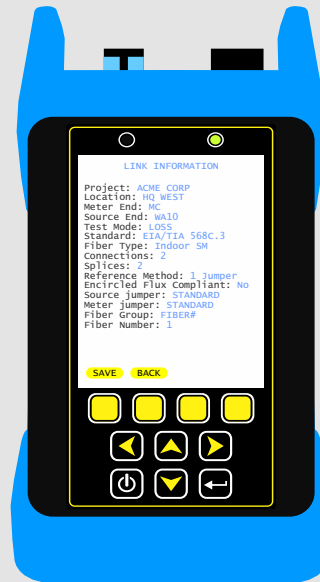 LINK INFORMATION
Project: ACME CORP
Location: HQ WEST
Meter End: MC
Source End: WA10
Test Mode: LOSS
Standard: EIA/TIA 568C.3
Fiber Type: Indoor SM
Connections: 2
Splices: 2
Reference Method: 1 Jumper
Encircled Flux Compliant: No
Source jumper: STANDARD
Meter jumper: STANDARD
Fiber Group: FIBER#
Fiber Number: 1
SAVE BACK